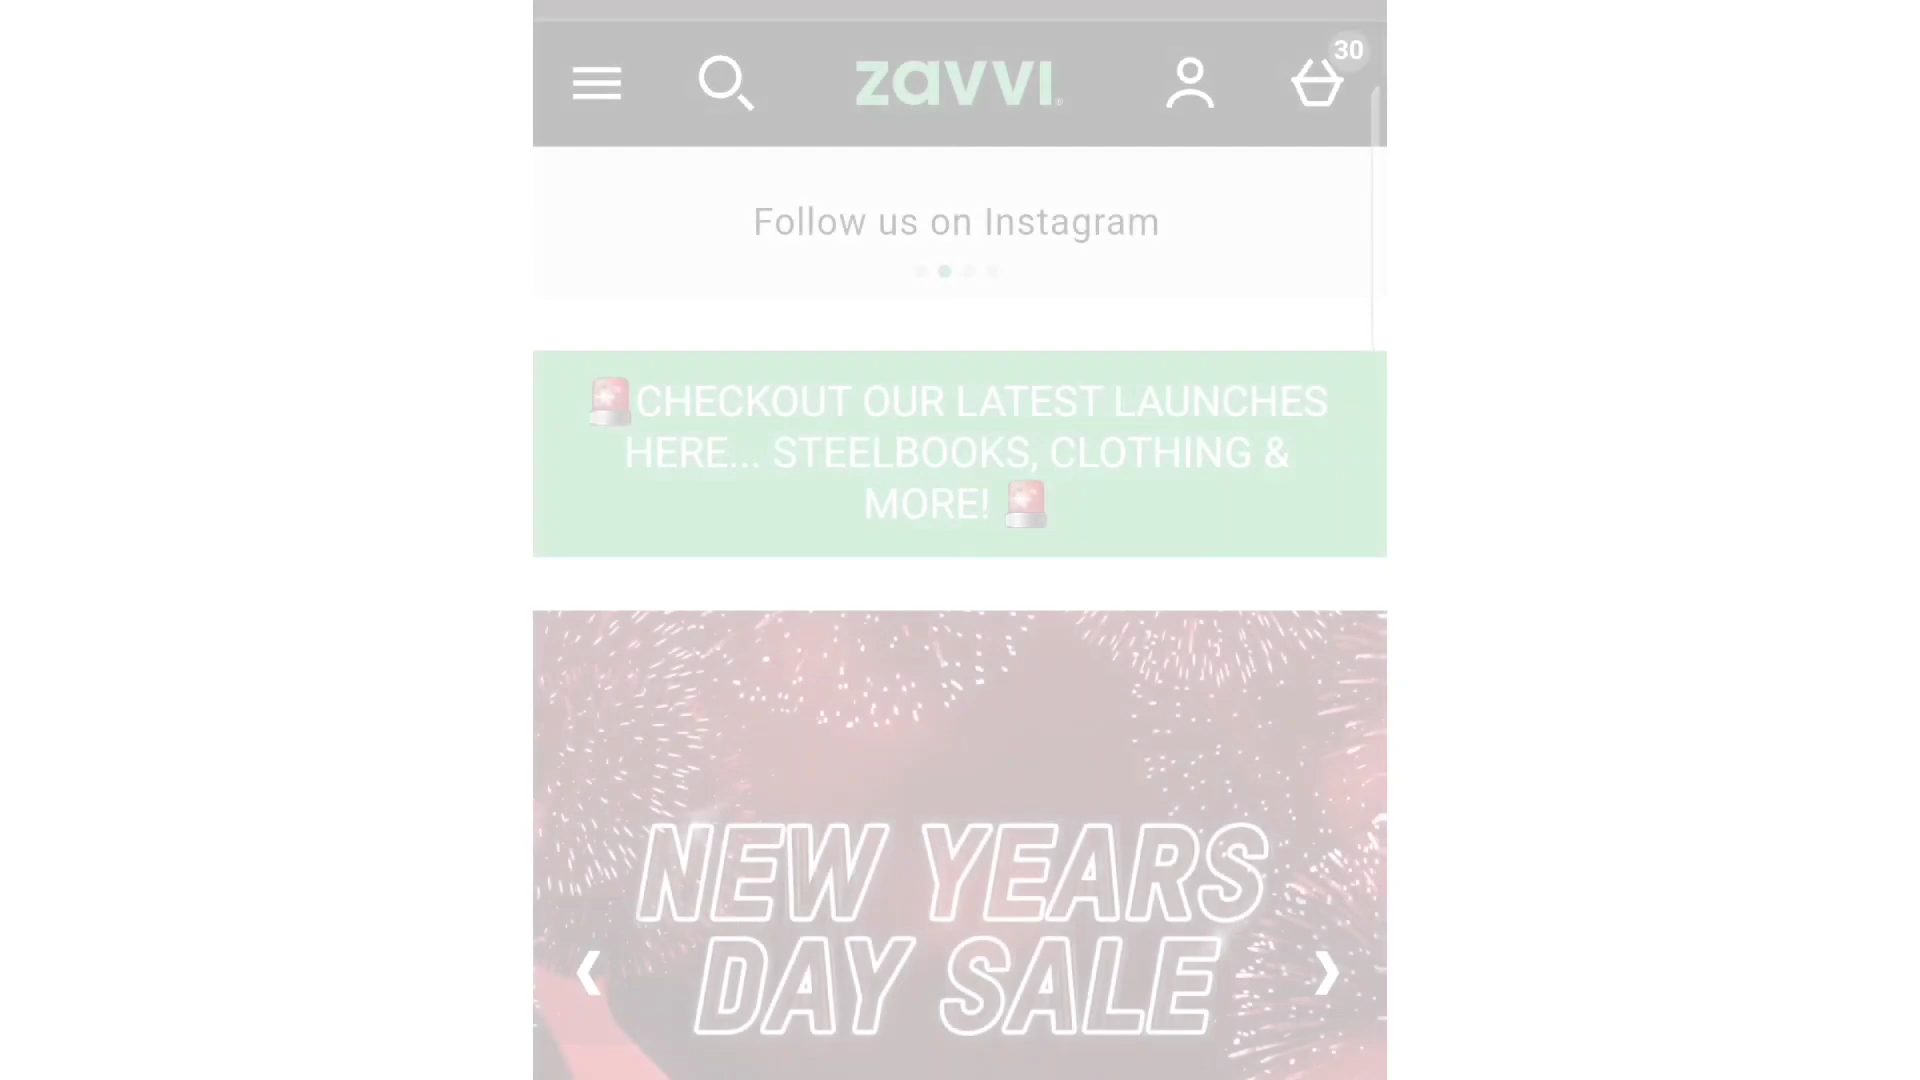 30
zavvi
Follow us on Instagram
🚨CHECKOUT OUR LATEST LAUNCHES
HERE... STEELBOOKS, CLOTHING &
MORE! 🚨
NEW YEARS
DAY SALE